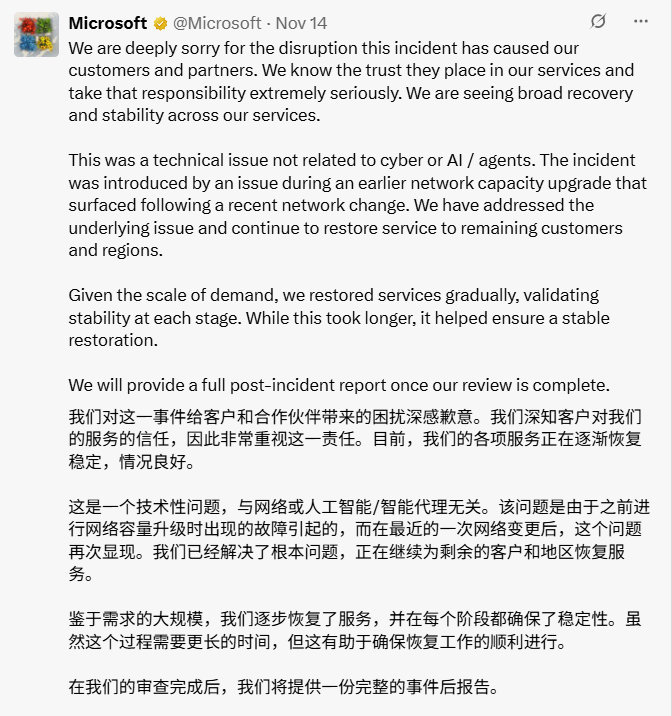 Microsoft @Microsoft · Nov 14
We are deeply sorry for the disruption this incident has caused our
customers and partners. We know the trust they place in our services and
take that responsibility extremely seriously. We are seeing broad recovery
and stability across our services.
This was a technical issue not related to cyber or AI / agents. The incident
was introduced by an issue during an earlier network capacity upgrade that
surfaced following a recent network change. We have addressed the
underlying issue and continue to restore service to remaining customers
and regions.
Given the scale of demand, we restored services gradually, validating
stability at each stage. While this took longer, it helped ensure a stable
restoration.
We will provide a full post-incident report once our review is complete.
我们对这一事件给客户和合作伙伴带来的困扰深感歉意。我们深知客户对我们
的服务的信任，因此非常重视这一责任。目前，我们的各项服务正在逐渐恢复
稳定，情况良好。
这是一个技术性问题，与网络或人工智能/智能代理无关。该问题是由于之前进
行网络容量升级时出现的故障引起的，而在最近的一次网络变更后，这个问题
再次显现。我们已经解决了根本问题，正在继续为剩余的客户和地区恢复服
务。
鉴于需求的大规模，我们逐步恢复了服务，并在每个阶段都确保了稳定性。虽
然这个过程需要更长的时间，但这有助于确保恢复工作的顺利进行。
在我们的审查完成后，我们将提供一份完整的事件后报告。